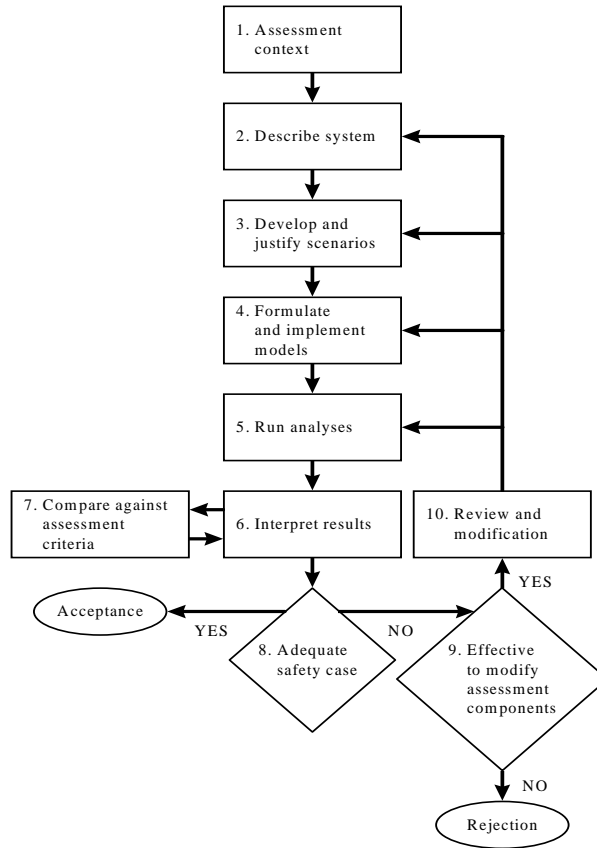 1. Assessment
context
2. Describe system
3. Develop and
justify scenarios
4. Formulate
and implement
models
5. Run analyses
7. Compare against
assessment
criteria
6. Interpret results
10. Review and
modification
YES
Acceptance
YES
NO
8. Adequate
safety case
9. Effective
to modify
assessment
components
NO
Rejection